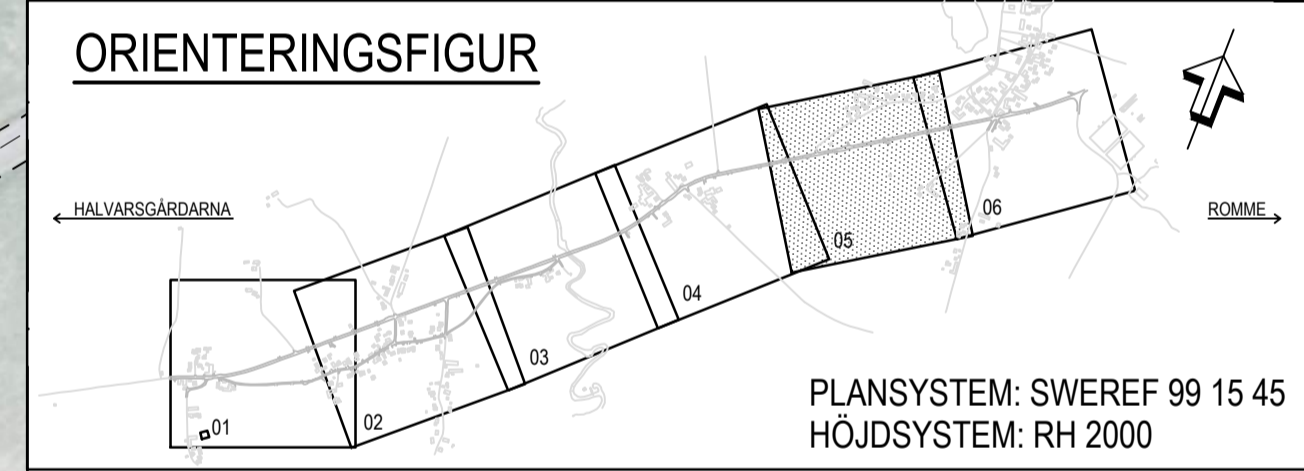 ORIENTERINGSFIGUR
HALVARSGÅRDARNA
ROMME
01
02
03
04
05
06
PLANSYSTEM: SWEREF 99 15 45
HÖJDSYSTEM: RH 2000